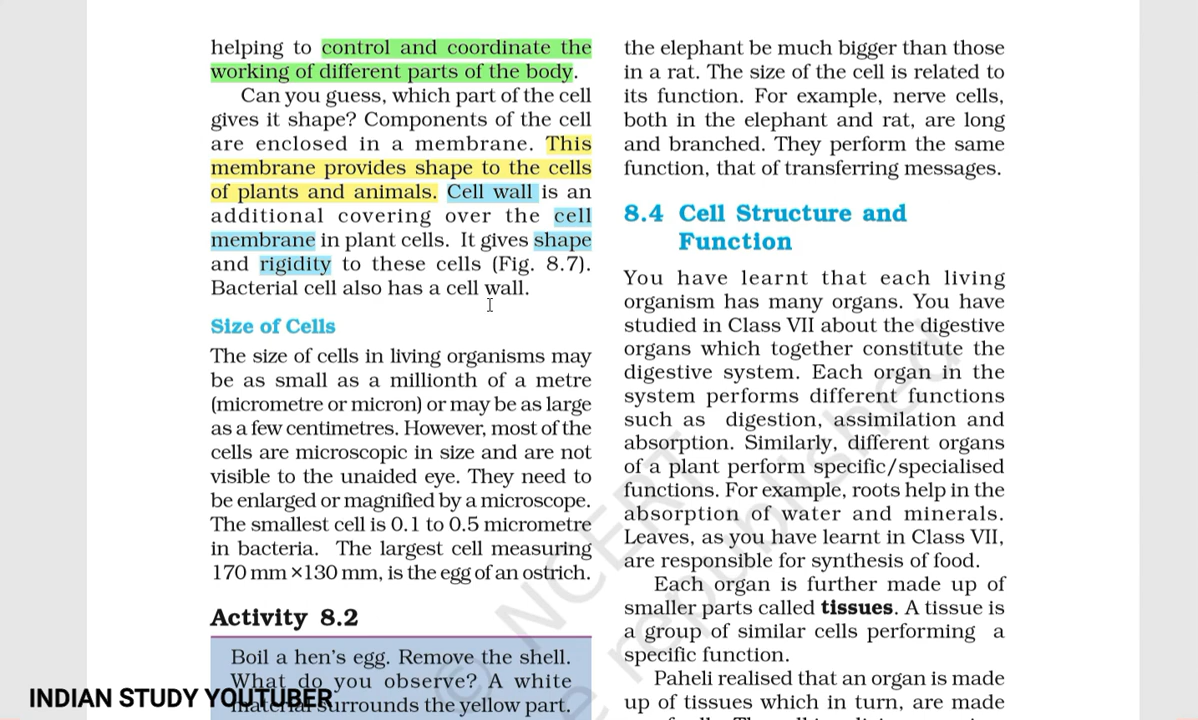 helping to control and coordinate the
working of different parts of the body.
Can you guess, which part of the cell
gives it shape? Components of the cell
are enclosed in a membrane. This
membrane provides shape to the cells
of plants and animals. Cell wall is an
additional covering over the cell
membrane in plant cells. It gives shape
and rigidity to these cells (Fig. 8.7).
Bacterial cell also has a cell wall.
Size of Cells
The size of cells in living organisms may
be as small as a millionth of a metre
(micrometre or micron) or may be as large
as a few centimetres. However, most of the
cells are microscopic in size and are not
visible to the unaided eye. They need to
be enlarged or magnified by a microscope.
The smallest cell is 0.1 to 0.5 micrometre
in bacteria. The largest cell measuring
170 mm ×130 mm, is the egg of an ostrich.
Activity 8.2
Boil a hen's egg. Remove the shell.
What do you observe? A white
material surrounds the yellow part.
the elephant be much bigger than those
in a rat. The size of the cell is related to
its function. For example, nerve cells,
both in the elephant and rat, are long
and branched. They perform the same
function, that of transferring messages.
8.4 Cell Structure and
Function
You have learnt that each living
organism has many organs. You have
studied in Class VII about the digestive
organs which together constitute the
digestive system. Each organ in the
system performs different functions
such as digestion, assimilation and
absorption. Similarly, different organs
of a plant perform specific/specialised
functions. For example, roots help in the
absorption of water and minerals.
Leaves, as you have learnt in Class VII,
are responsible for synthesis of food.
Each organ is further made up of
smaller parts called tissues. A tissue is
a group of similar cells performing a
specific function.
Paheli realised that an organ is made
up of tissues which in turn, are made
© NCERT
republished
INDIAN STUDY YOUTUBER